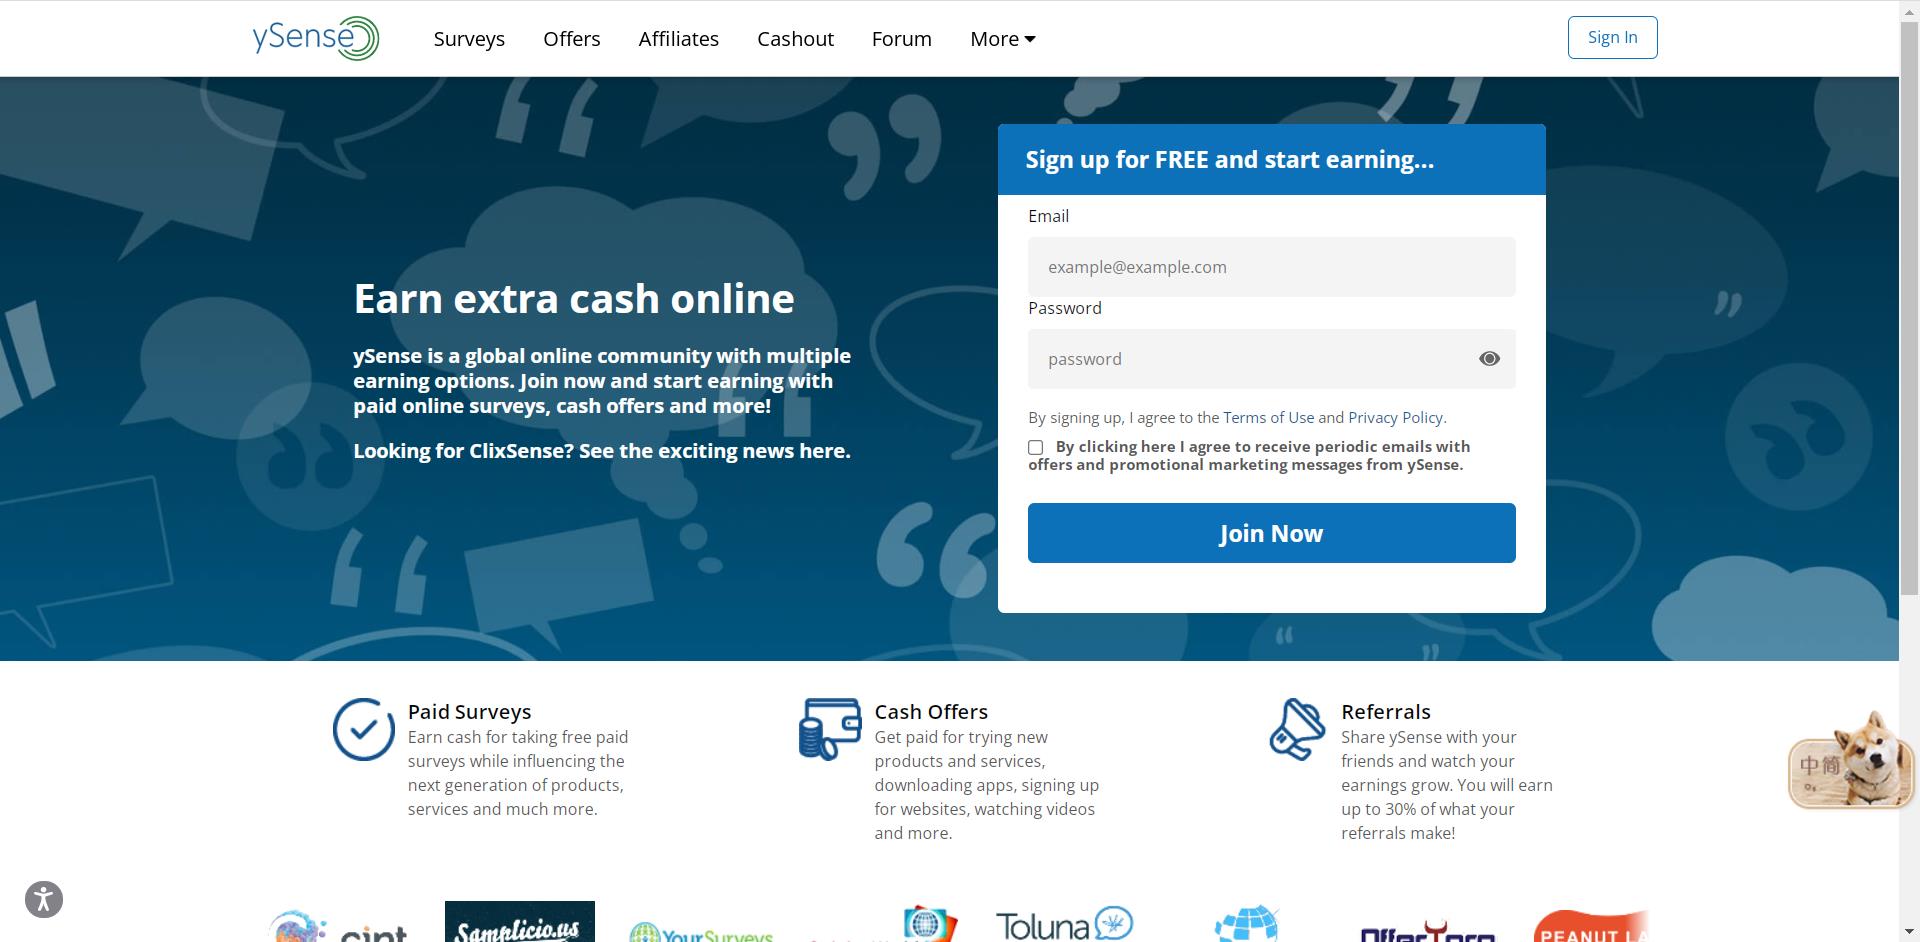 ySense
Surveys
Offers
Affiliates
Cashout
Forum
More
Sign In
Earn extra cash online
ySense is a global online community with multiple
earning options. Join now and start earning with
paid online surveys, cash offers and more!
Looking for ClixSense? See the exciting news here.
Sign up for FREE and start earning...
Email
example@example.com
Password
password
By signing up, I agree to the Terms of Use and Privacy Policy.
By clicking here I agree to receive periodic emails with
offers and promotional marketing messages from ySense.
Join Now
Paid Surveys
Earn cash for taking free paid
surveys while influencing the
next generation of products,
services and much more.
Cash Offers
Get paid for trying new
products and services,
downloading apps, signing up
for websites, watching videos
and more.
Referrals
Share ySense with your
friends and watch your
earnings grow. You will earn
up to 30% of what your
referrals make!
中简
cint
Samplicio.us
YourSurveys
Toluna
OfferToro
PEANUT LA